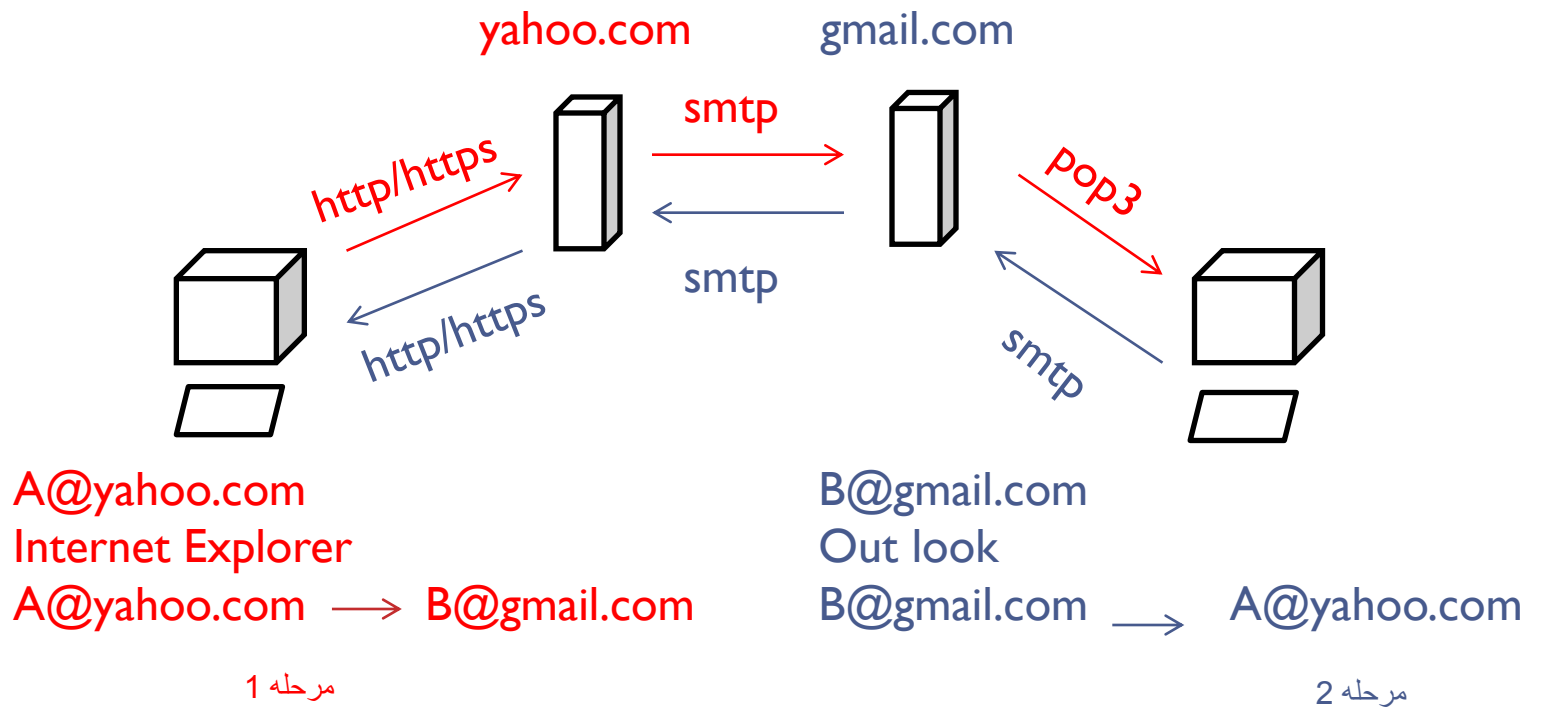 yahoo.com
gmail.com
smtp
http/https
pop3
smtp
http/https
smtp
A@yahoo.com
Internet Explorer
A@yahoo.com → B@gmail.com
مرحله 1
B@gmail.com
Out look
B@gmail.com → A@yahoo.com
مرحله 2